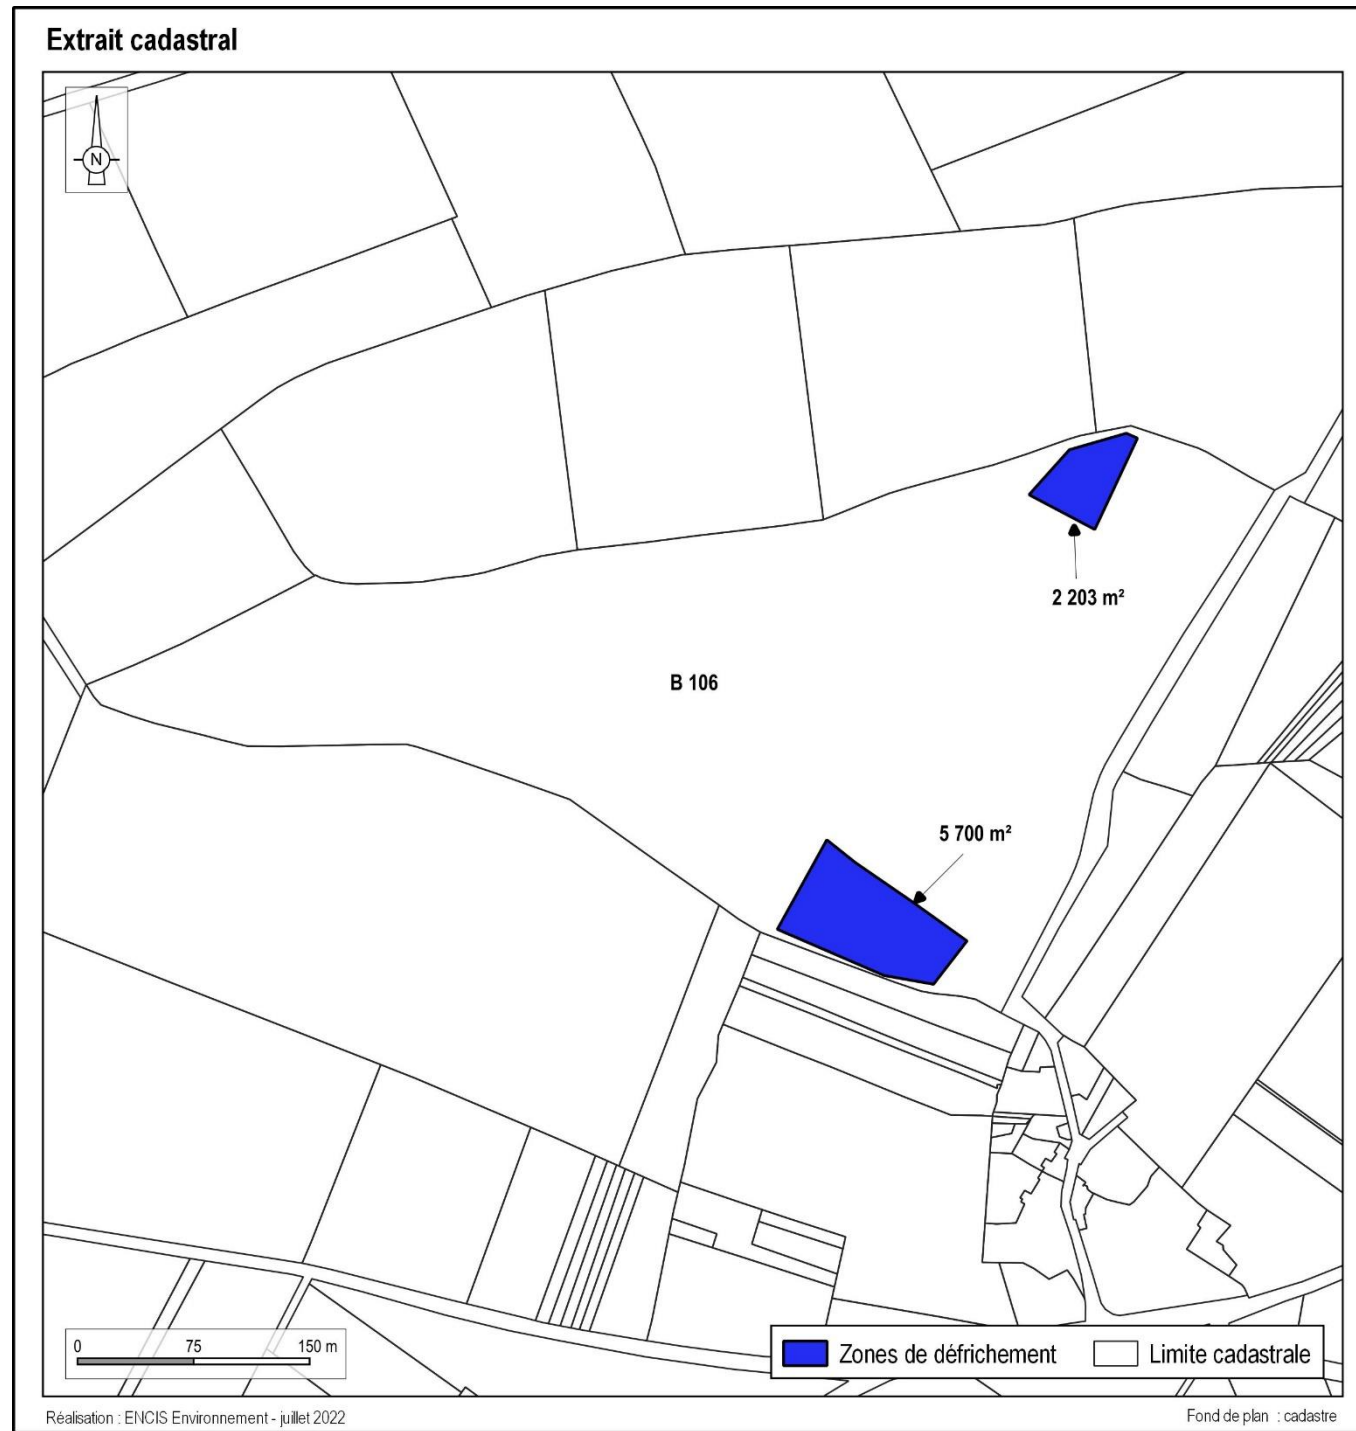 Extrait cadastral
N
2 203 m²
B 106
5 700 m²
0 75 150 m
Zones de défrichement Limite cadastrale
Réalisation : ENCIS Environnement - juillet 2022 Fond de plan : cadastre